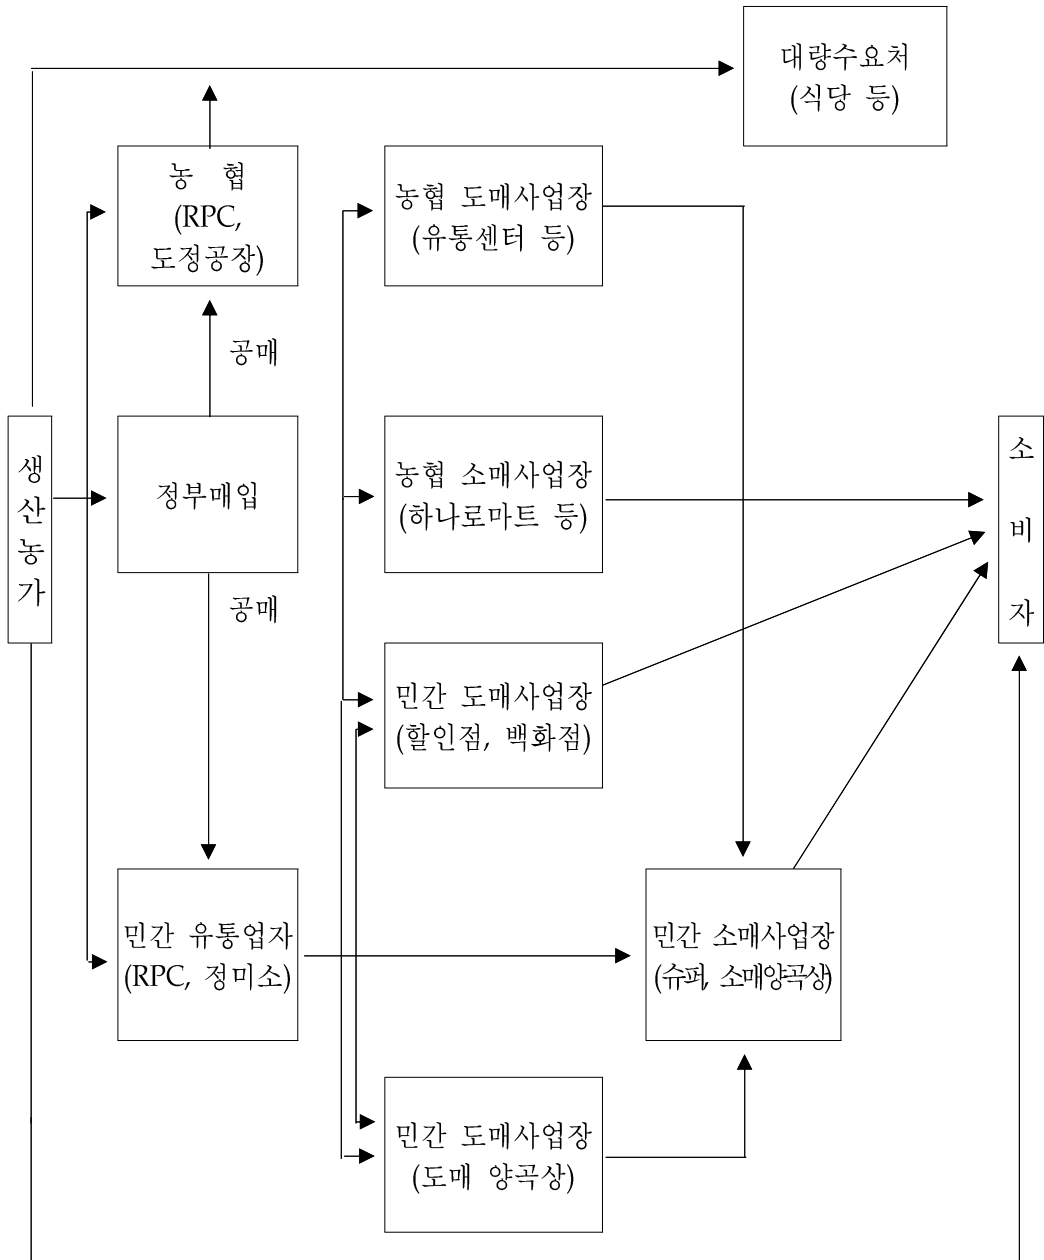 대량수요처
(식당 등)
농 협
(RPC,
도정공장)
농협 도매사업장
(유통센터 등)
공매
생산농가
정부매입
농협 소매사업장
(하나로마트 등)
소비자
공매
민간 도매사업장
(할인점, 백화점)
민간 유통업자
(RPC, 정미소)
민간 소매사업장
(슈퍼, 소매양곡상)
민간 도매사업장
(도매 양곡상)